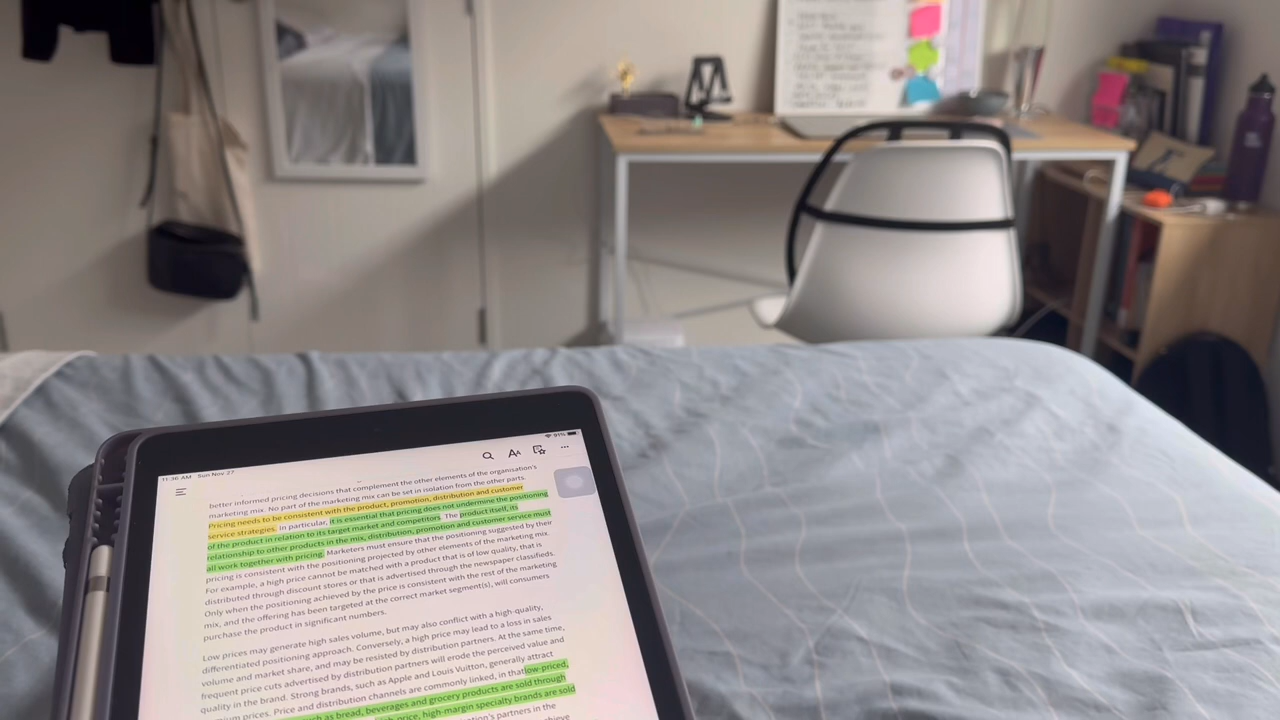 11:36 AM Sun Nov 27
91%
AA
better informed pricing decisions that complement the other elements of the organisation's
marketing mix. No part of the marketing mix can be set in isolation from the other parts.
Pricing needs to be consistent with the product, promotion, distribution and customer
service strategies. In particular, it is essential that pricing does not undermine the positioning
of the product in relation to its target market and competitors. The product itself, its
relationship to other products in the mix, distribution, promotion and customer service must
all work together with pricing. Marketers must ensure that the positioning suggested by their
pricing is consistent with the positioning projected by other elements of the marketing mix.
For example, a high price cannot be matched with a product that is of low quality, that is
distributed through discount stores or that is advertised through the newspaper classifieds.
Only when the positioning achieved by the price is consistent with the rest of the marketing
mix, and the offering has been targeted at the correct market segment(s), will consumers
purchase the product in significant numbers.
Low prices may generate high sales volume, but may also conflict with a high-quality,
differentiated positioning approach. Conversely, a high price may lead to a loss in sales
volume and market share, and may be resisted by distribution partners. At the same time,
frequent price cuts advertised by distribution partners will erode the perceived value and
quality in the brand. Strong brands, such as Apple and Louis Vuitton, generally attract
prices. Price and distribution channels are commonly linked, in that low-priced,
such as bread, beverages and grocery products are sold through
price, high-margin specialty brands are sold
partners in the
achieve